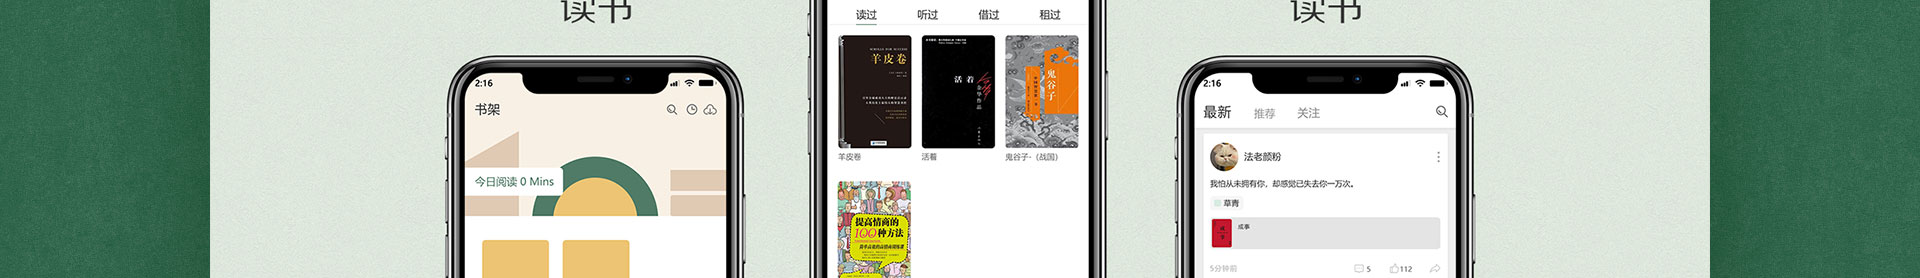 读书
读书
2:16
书架
今日阅读 0 Mins
读过 听过 借过 租过
羊皮卷
活着
余华作品
鬼谷子
羊皮卷
活着
鬼谷子-（战国）
提高情商的
100种方法
2:16
最新 推荐 关注
法老颜粉
我怕从未拥有你，却感觉已失去你一万次。
草青
成事
成事
5分钟前 5 112